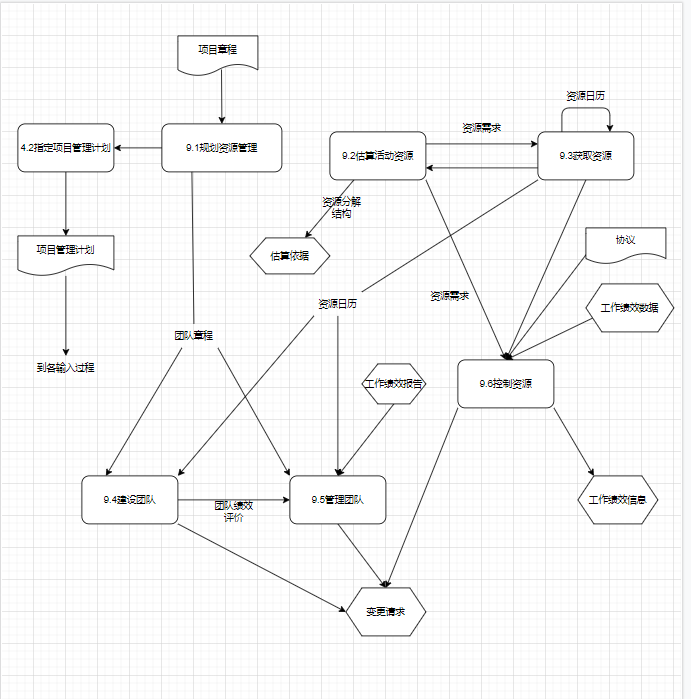 项目章程
资源日历
资源需求
4.2指定项目管理计划
9.1规划资源管理
9.2估算活动资源
9.3获取资源
资源分解
结构
协议
项目管理计划
估算依据
资源日历
资源需求
工作绩效数据
团队章程
到各输入过程
工作绩效报告
9.6控制资源
9.4建设团队
团队绩效
评价
9.5管理团队
工作绩效信息
变更请求